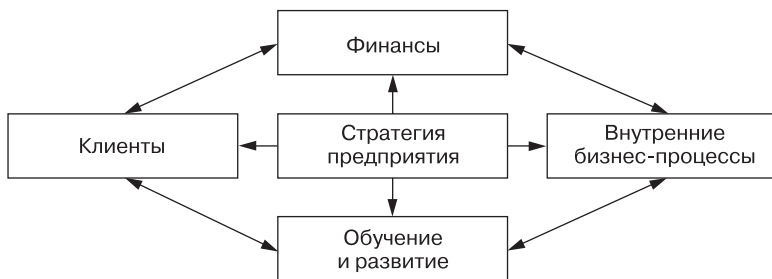 Финансы
Клиенты
Стратегия
предприятия
Внутренние
бизнес-процессы
Обучение
и развитие